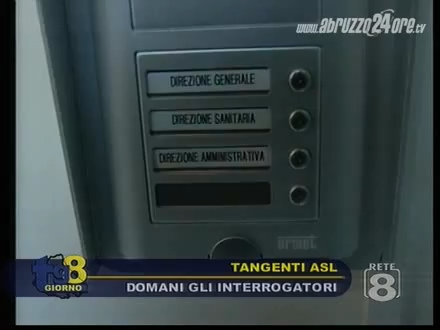 www.abruzzo24ore.tv
DIREZIONE GENERALE
DIREZIONE SANITARIA
DIREZIONE AMMINISTRATIVA
urmet
tg8
GIORNO
TANGENTI ASL
DOMANI GLI INTERROGATORI
RETE
8